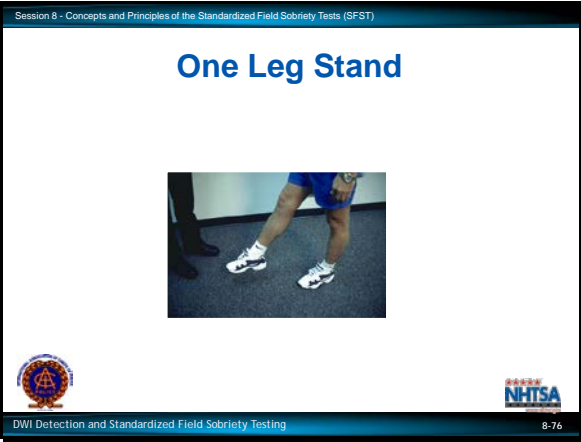 Session 8 - Concepts and Principles of the Standardized Field Sobriety Tests (SFST)
One Leg Stand
NHTSA
DWI Detection and Standardized Field Sobriety Testing
8-76